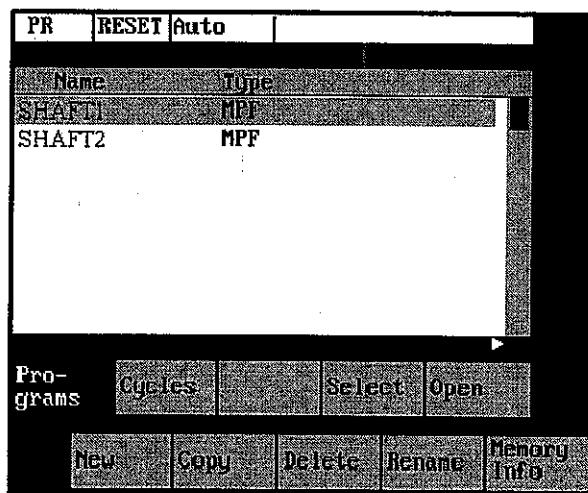 PR RESET Auto
Name Type
SHAFT1 MPF
SHAFT2 MPF
Pro-
grams Cycles Select Open
New Copy Delete Rename Memory
Info